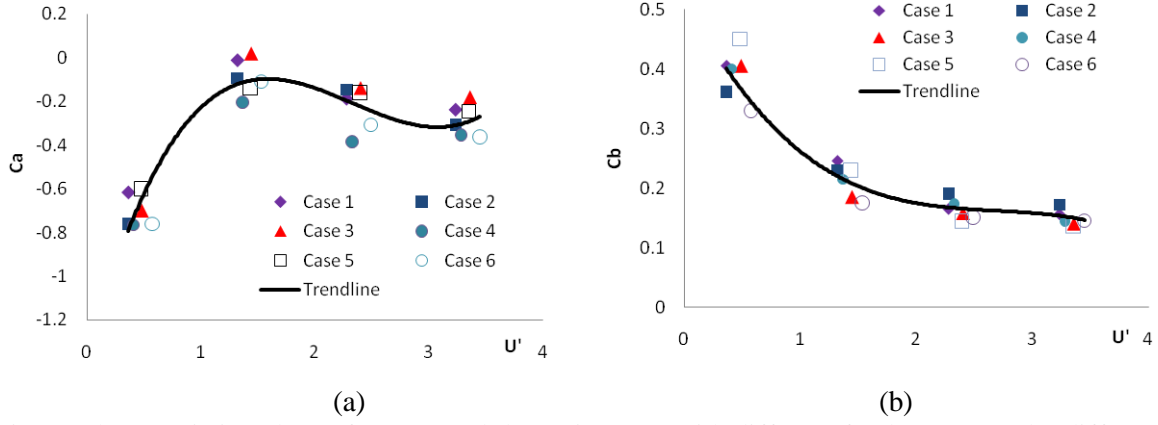 0.2
0
-0.2
-0.4
-0.6
-0.8
-1
-1.2
Ca
0 1 2 3 4
U'
Case 1 Case 2
Case 3 Case 4
Case 5 Case 6
Trendline
(a)
0.5
0.4
0.3
0.2
0.1
0
Cb
0 1 2 3 4
U'
Case 1 Case 2
Case 3 Case 4
Case 5 Case 6
Trendline
(b)